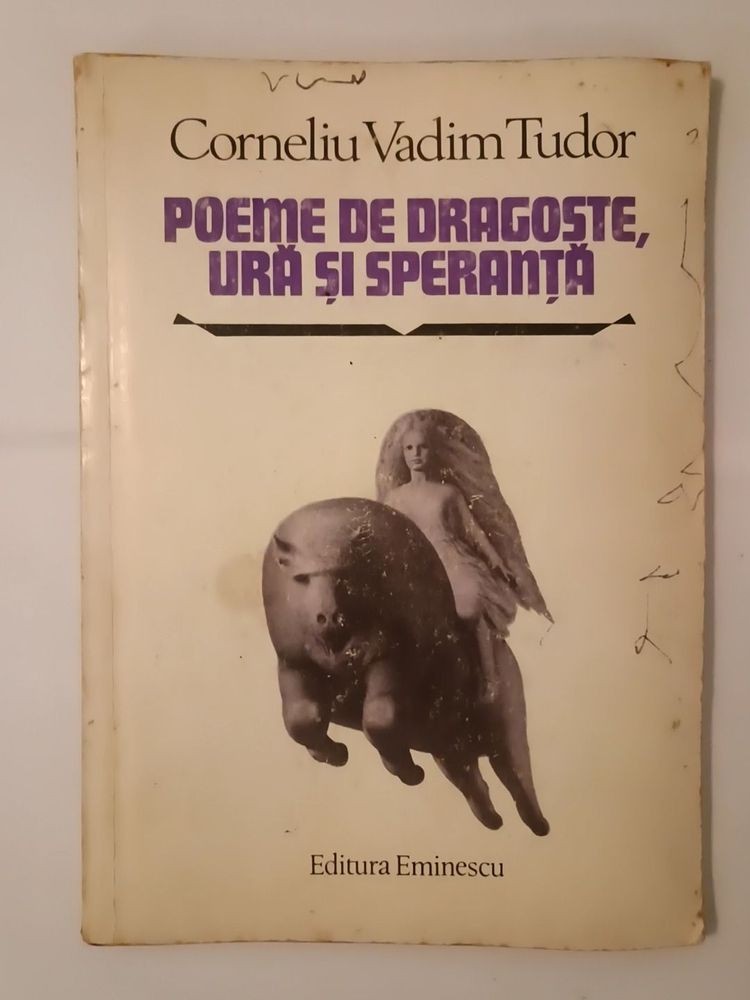 Corneliu Vadim Tudor
POEME DE DRAGOSTE,
URĂ ȘI SPERANȚĂ
Editura Eminescu